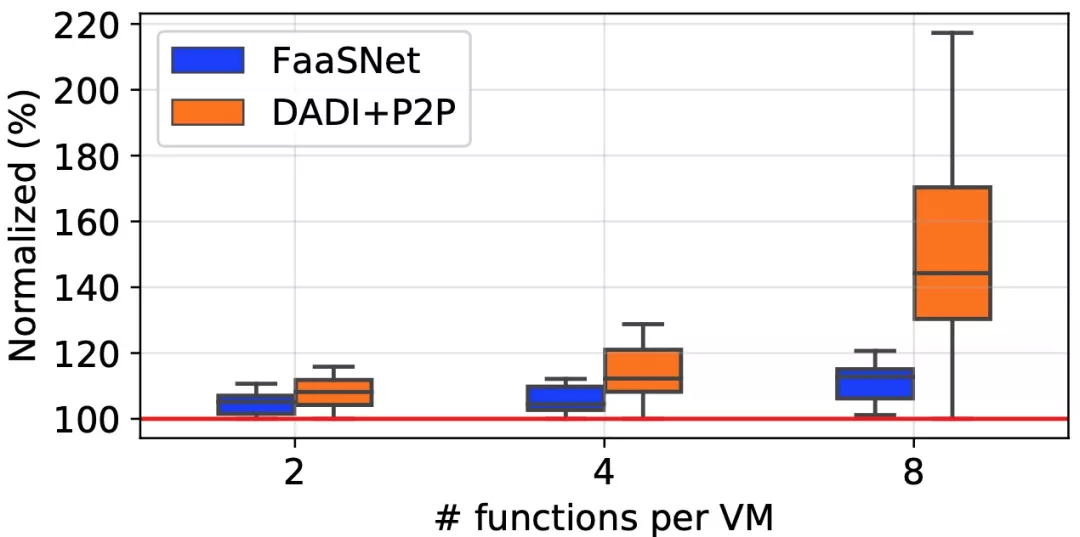 Normalized (%)
220
200
180
160
140
120
100
FaaSNet
DADI+P2P
2
4
8
# functions per VM